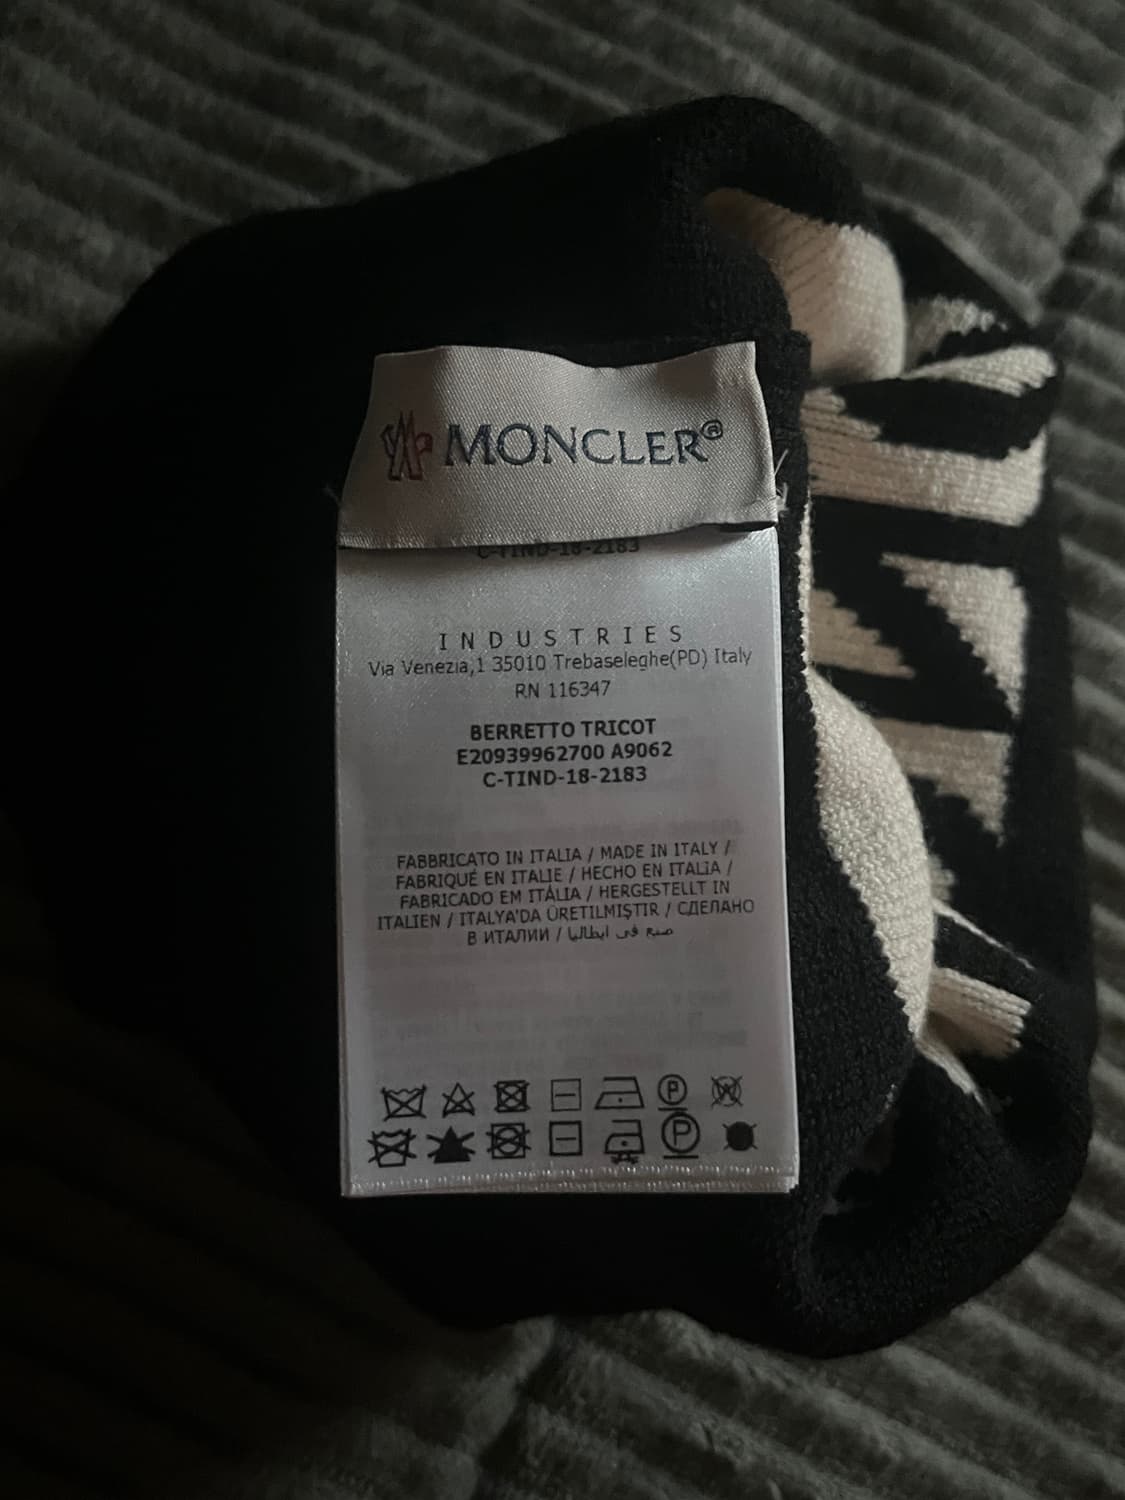 MONCLER®
C-TIND-18-2183
INDUSTRIES
Via Venezia,1 35010 Trebaseleghe(PD) Italy
RN 116347
BERRETTO TRICOT
E20939962700 A9062
C-TIND-18-2183
FABBRICATO IN ITALIA / MADE IN ITALY /
FABRIQUÉ EN ITALIE / HECHO EN ITALIA /
FABRICADO EM ITÁLIA / HERGESTELLT IN
ITALIEN / ITALYA'DA ÜRETILMIŞTIR / СДЕЛАНО
В ИТАЛИИ / صنع في ايطاليا
P W
P